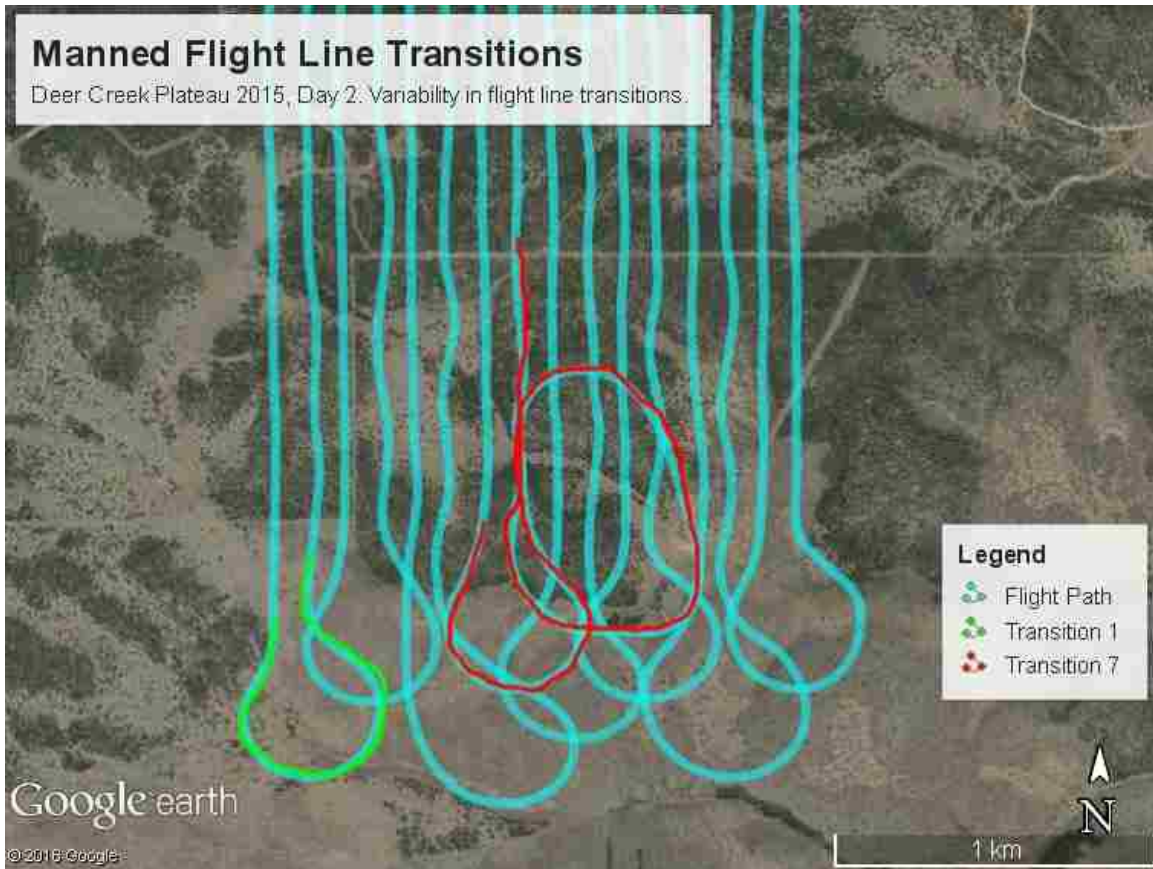 Manned Flight Line Transitions
Deer Creek Plateau 2015, Day 2. Variability in flight line transitions.
Legend
Flight Path
Transition 1
Transition 7
Google earth
N
© 2016 Google
1 km